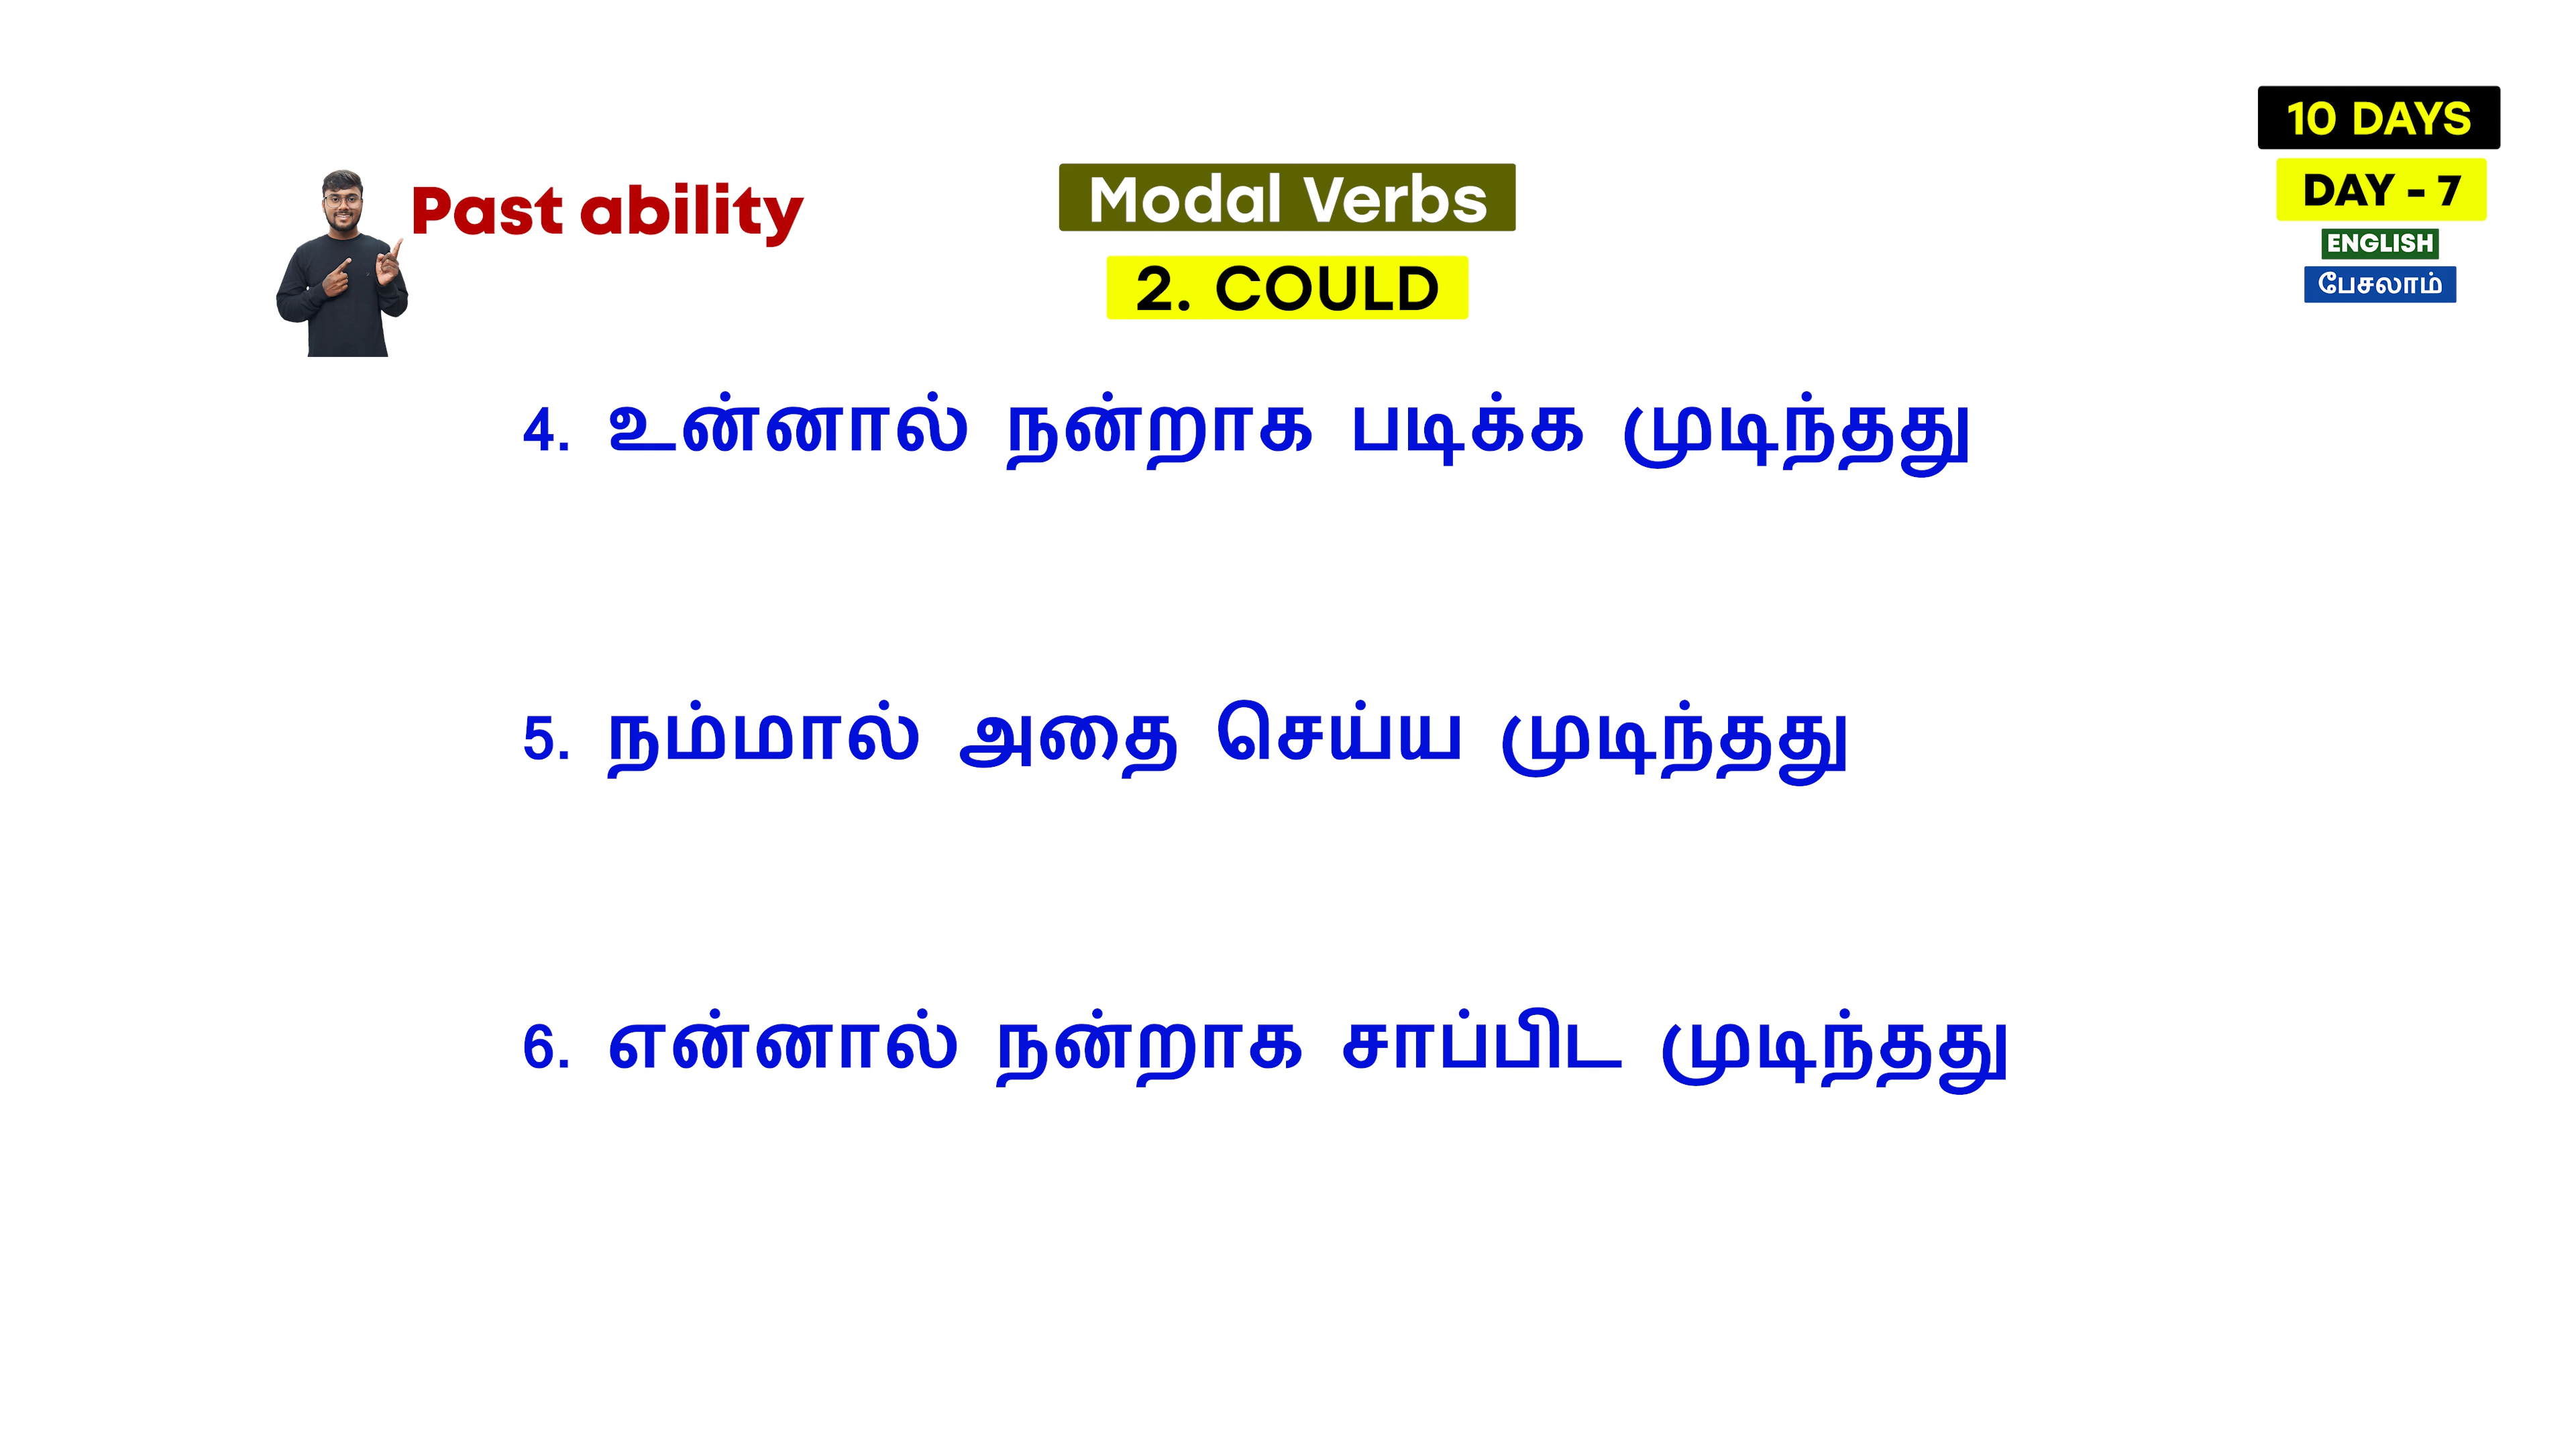 10 DAYS
DAY - 7
ENGLISH
பேசலாம்
Past ability
Modal Verbs
2. COULD
4. உன்னால் நன்றாக படிக்க முடிந்தது
5. நம்மால் அதை செய்ய முடிந்தது
6. என்னால் நன்றாக சாப்பிட முடிந்தது